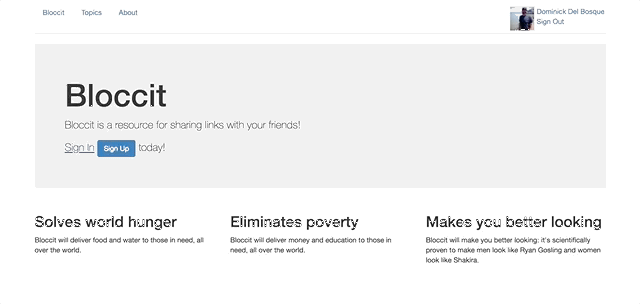 Bloccit Topics About
Dominick Del Bosque
Sign Out
Bloccit
Bloccit is a resource for sharing links with your friends!
Sign In Sign Up today!
Solves world hunger
Bloccit will deliver food and water to those in need, all
over the world.
Eliminates poverty
Bloccit will deliver money and education to those in
need, all over the world.
Makes you better looking
Bloccit will make you better looking: it's scientifically
proven to make men look like Ryan Gosling and women
look like Shakira.